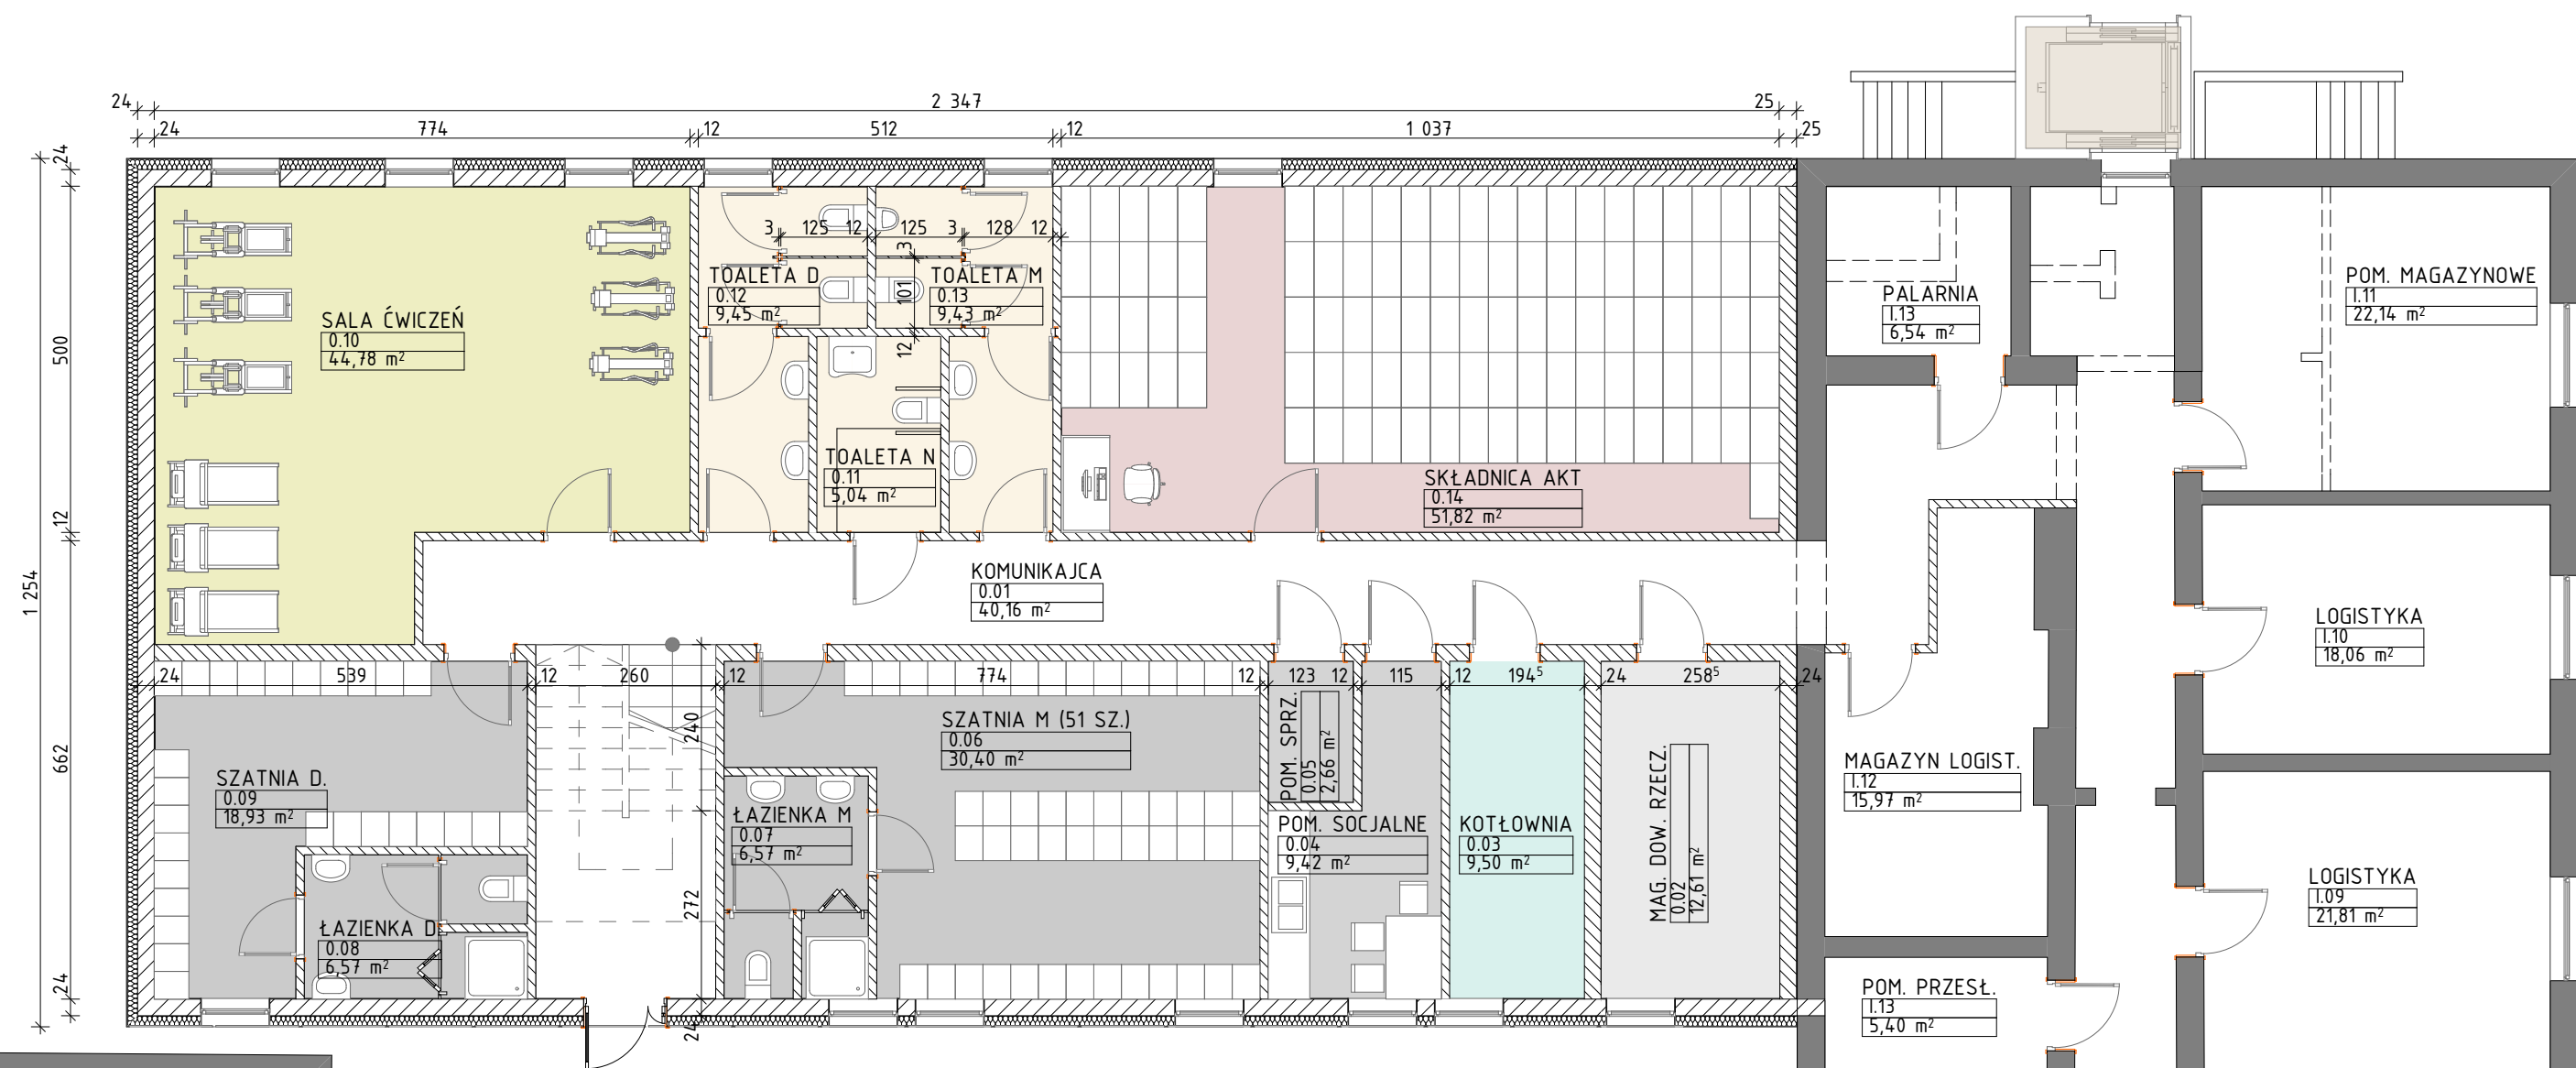 24
2 347
25
24
774
12
512
12
1 037
25
24
500
12
1 254
662
24
3
125
12
125
3
128
12
3
101
12
SALA ĆWICZEŃ
0.10
44,78 m²
TOALETA D
0.12
9,45 m²
TOALETA M
0.13
9,43 m²
TOALETA N
0.11
5,04 m²
SKŁADNICA AKT
0.14
51,82 m²
PALARNIA
I.13
6,54 m²
POM. MAGAZYNOWE
I.11
22,14 m²
KOMUNIKAJCA
0.01
40,16 m²
LOGISTYKA
I.10
18,06 m²
24
539
12
260
12
774
12
123
12
115
12
194⁵
24
258⁵
24
240
272
24
SZATNIA D.
0.09
18,93 m²
SZATNIA M (51 SZ.)
0.06
30,40 m²
POM. SPRZ.
0.05
2,66 m²
ŁAZIENKA M
0.07
6,57 m²
POM. SOCJALNE
0.04
9,42 m²
KOTŁOWNIA
0.03
9,50 m²
MAG. DOW. RZECZ.
0.02
12,61 m²
MAGAZYN LOGIST.
I.12
15,97 m²
ŁAZIENKA D
0.08
6,57 m²
LOGISTYKA
I.09
21,81 m²
POM. PRZESŁ.
I.13
5,40 m²